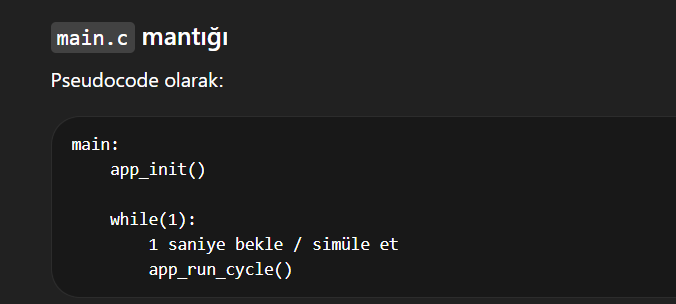 main.c mantığı
Pseudocode olarak:
main:
app_init()
while(1):
1 saniye bekle / simüle et
app_run_cycle()